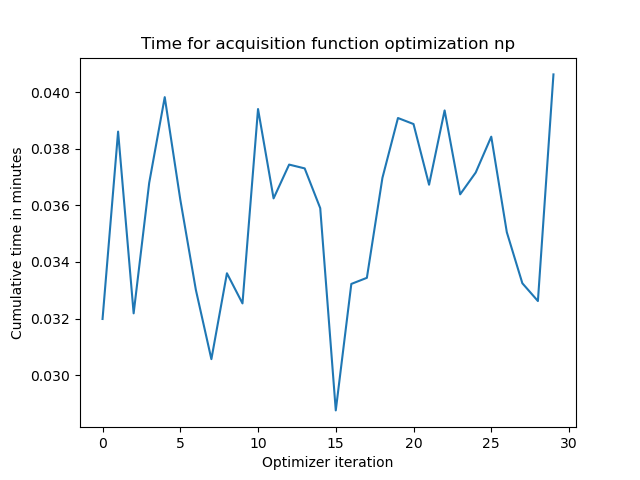 Time for acquisition function optimization np
Cumulative time in minutes
0.040
0.038
0.036
0.034
0.032
0.030
0 5 10 15 20 25 30
Optimizer iteration